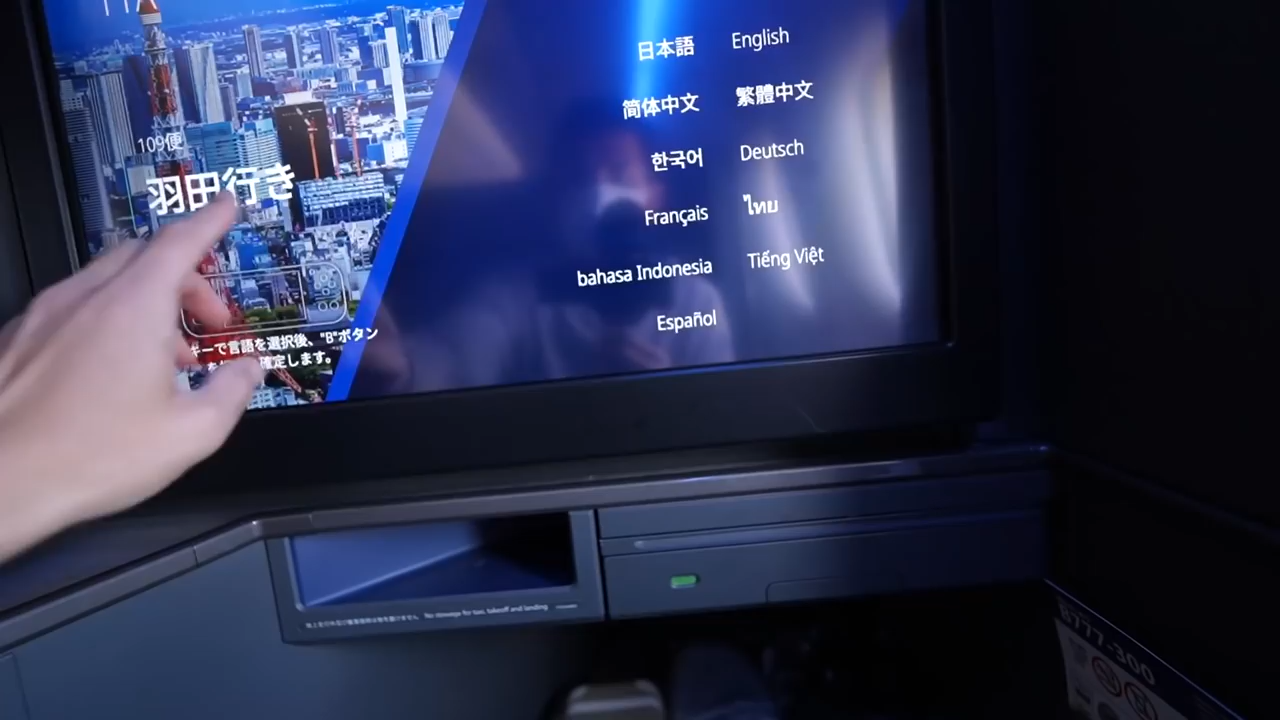 109便
羽田行き
キーで言語を選択後、"B"ボタン
確定します。
日本語 English
简体中文 繁體中文
한국어 Deutsch
Français ไทย
bahasa Indonesia Tiếng Việt
Español
No stowage for taxi, takeoff and landing
B777-300